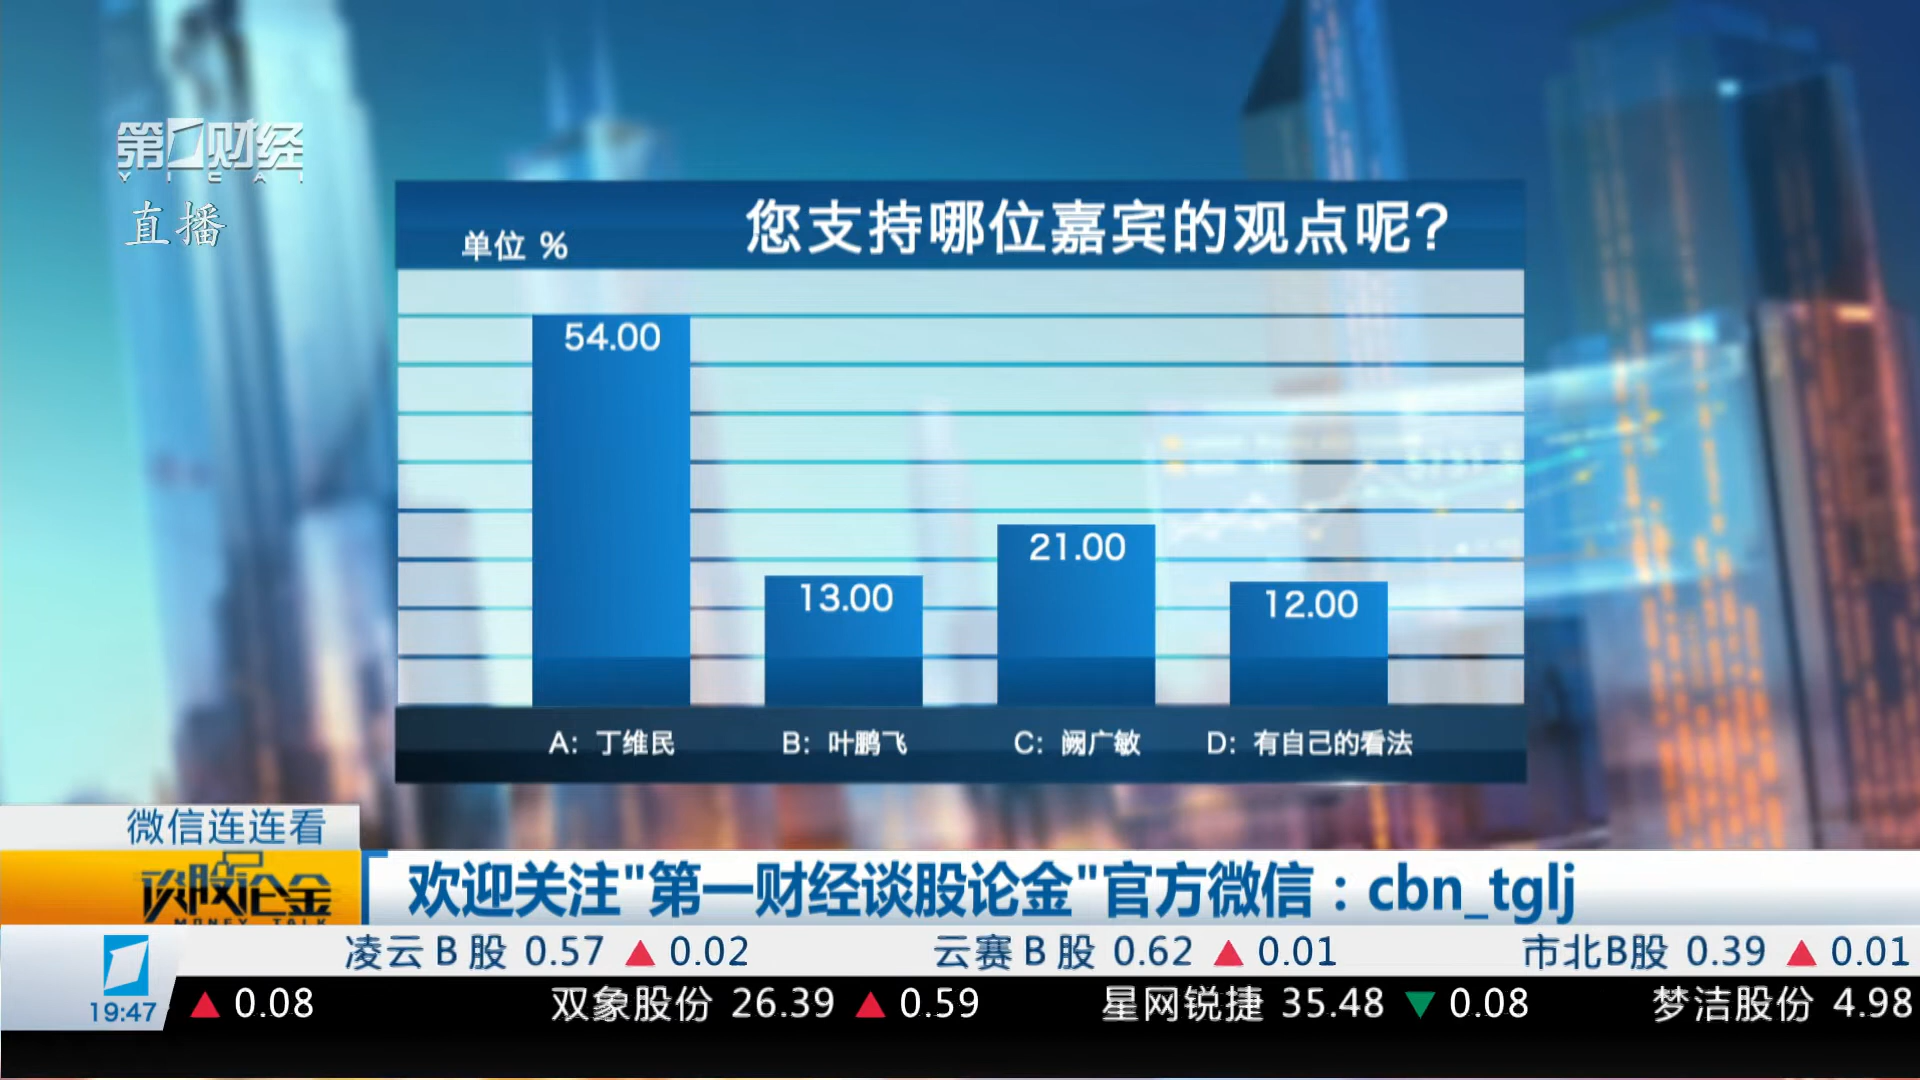 第1财经
YICAI
直播
单位 %
您支持哪位嘉宾的观点呢?
54.00
13.00
21.00
12.00
A: 丁维民
B: 叶鹏飞
C: 阙广敏
D: 有自己的看法
微信连连看
谈股论金
MONEY TALK
欢迎关注"第一财经谈股论金"官方微信：cbn_tglj
凌云B股 0.57 ▲ 0.02 云赛B股 0.62 ▲ 0.01 市北B股 0.39 ▲ 0.01
19:47
▲ 0.08 双象股份 26.39 ▲ 0.59 星网锐捷 35.48 ▼ 0.08 梦洁股份 4.98